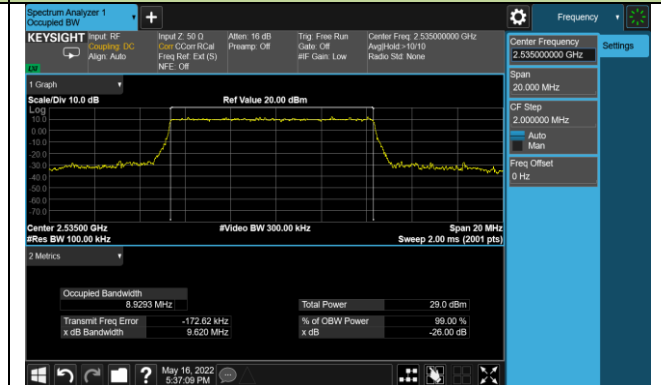 Spectrum Analyzer 1
Occupied BW
+
Frequency
KEYSIGHT
Input: RF
Coupling: DC
Align: Auto
Input Z: 50 Ω
Corr CCorr RCal
Freq Ref: Ext (S)
NFE: Off
Atten: 16 dB
Preamp: Off
Trig: Free Run
Gate: Off
#IF Gain: Low
Center Freq: 2.535000000 GHz
Avg|Hold:>10/10
Radio Std: None
LXI
Center Frequency
2.535000000 GHz
Settings
Span
20.000 MHz
CF Step
2.000000 MHz
Auto
Man
Freq Offset
0 Hz
1 Graph
Scale/Div 10.0 dB
Ref Value 20.00 dBm
Log
10.0
0.00
-10.0
-20.0
-30.0
-40.0
-50.0
-60.0
-70.0
Center 2.53500 GHz
#Video BW 300.00 kHz
Span 20 MHz
#Res BW 100.00 kHz
Sweep 2.00 ms (2001 pts)
2 Metrics
Occupied Bandwidth
8.9293 MHz
Total Power
29.0 dBm
Transmit Freq Error
-172.62 kHz
% of OBW Power
99.00 %
x dB Bandwidth
9.620 MHz
x dB
-26.00 dB
?
May 16, 2022
5:37:09 PM